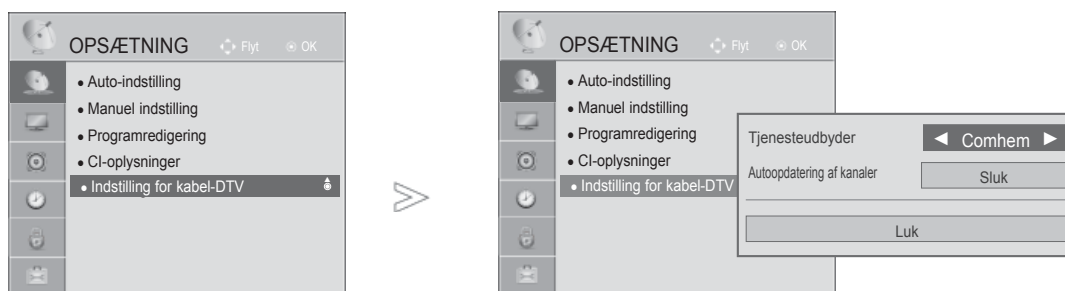 OPSÆTNING Flyt OK
• Auto-indstilling
• Manuel indstilling
• Programredigering
• CI-oplysninger
• Indstilling for kabel-DTV
OPSÆTNING Flyt OK
• Auto-indstilling
• Manuel indstilling
• Programredigering
• CI-oplysninger
• Indstilling for kabel-DTV
Tjenesteudbyder ◄ Comhem ►
Autoopdatering af kanaler Sluk
Luk